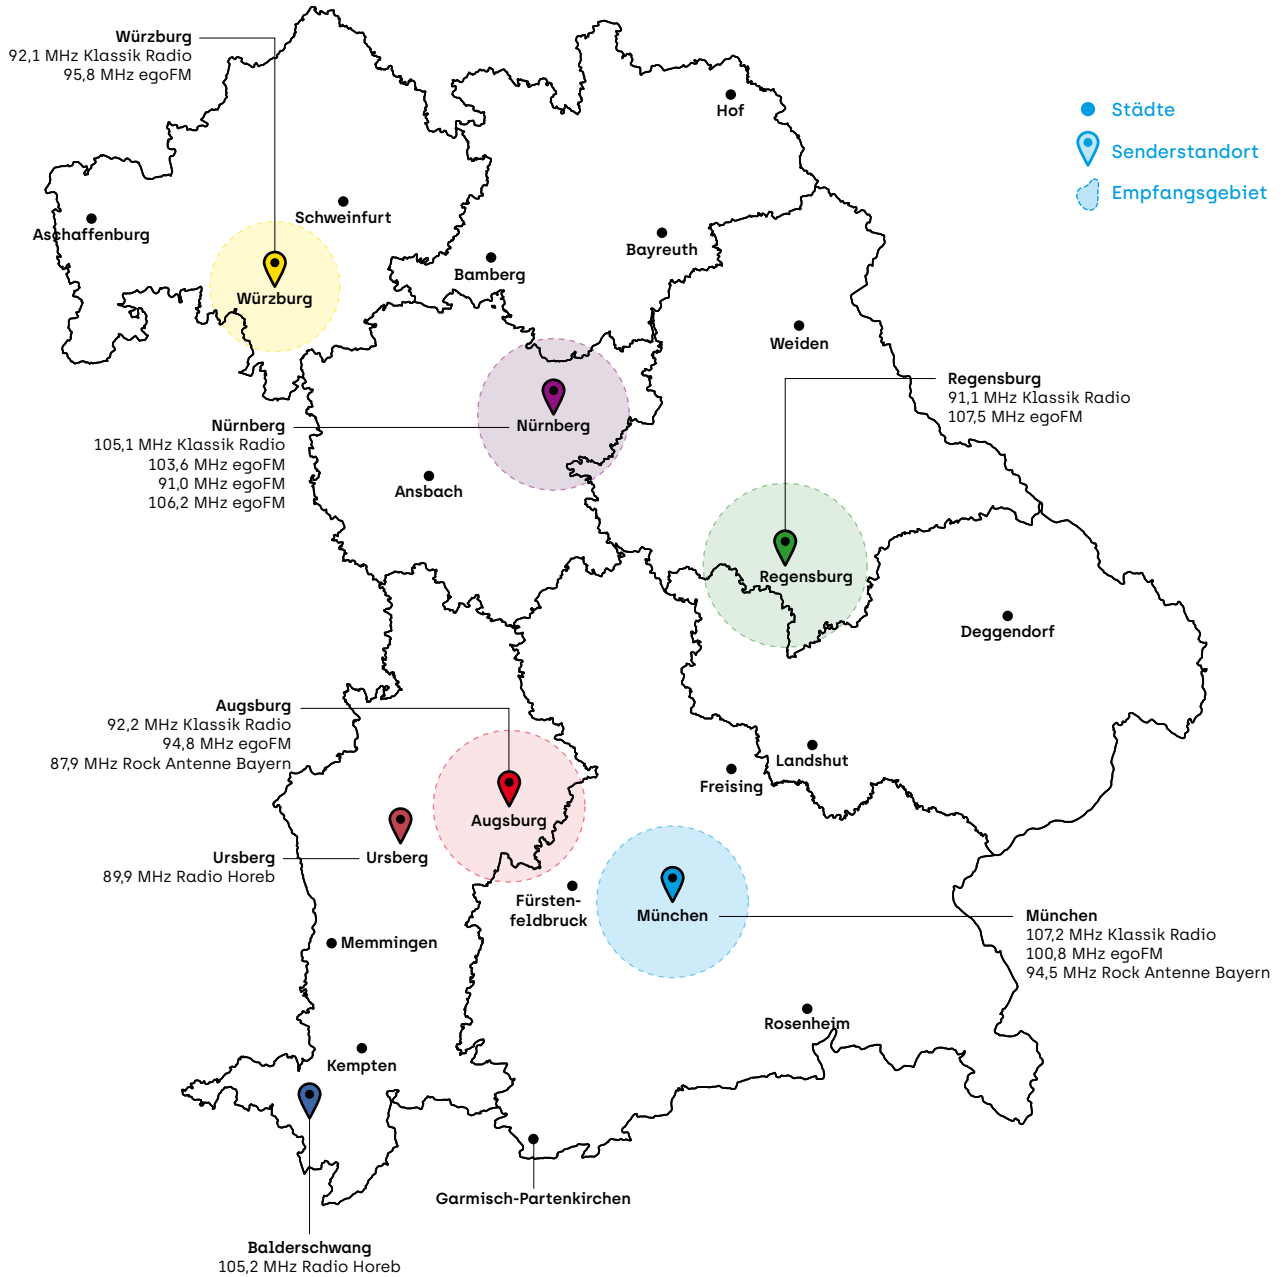 Würzburg
92,1 MHz Klassik Radio
95,8 MHz egoFM
Hof
Städte
Senderstandort
Empfangsgebiet
Aschaffenburg
Schweinfurt
Würzburg
Bamberg
Bayreuth
Weiden
Regensburg
91,1 MHz Klassik Radio
107,5 MHz egoFM
Nürnberg
105,1 MHz Klassik Radio
103,6 MHz egoFM
91,0 MHz egoFM
106,2 MHz egoFM
Nürnberg
Ansbach
Regensburg
Deggendorf
Augsburg
92,2 MHz Klassik Radio
94,8 MHz egoFM
87,9 MHz Rock Antenne Bayern
Landshut
Freising
Augsburg
Ursberg
89,9 MHz Radio Horeb
Ursberg
Fürsten-
feldbruck
München
München
107,2 MHz Klassik Radio
100,8 MHz egoFM
94,5 MHz Rock Antenne Bayern
Memmingen
Rosenheim
Kempten
Garmisch-Partenkirchen
Balderschwang
105,2 MHz Radio Horeb